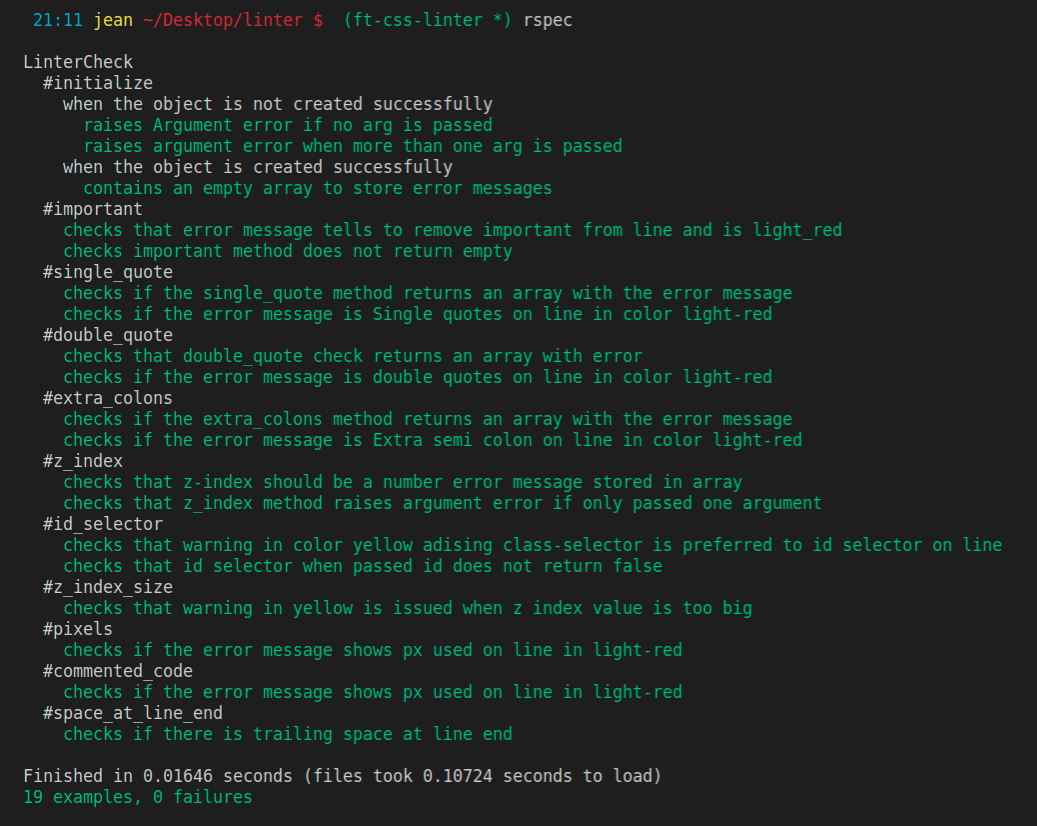 21:11 jean ~/Desktop/linter $ (ft-css-linter *) rspec
LinterCheck
#initialize
when the object is not created successfully
raises Argument error if no arg is passed
raises argument error when more than one arg is passed
when the object is created successfully
contains an empty array to store error messages
#important
checks that error message tells to remove important from line and is light_red
checks important method does not return empty
#single_quote
checks if the single_quote method returns an array with the error message
checks if the error message is Single quotes on line in color light-red
#double_quote
checks that double_quote check returns an array with error
checks if the error message is double quotes on line in color light-red
#extra_colons
checks if the extra_colons method returns an array with the error message
checks if the error message is Extra semi colon on line in color light-red
#z_index
checks that z-index should be a number error message stored in array
checks that z_index method raises argument error if only passed one argument
#id_selector
checks that warning in color yellow adising class-selector is preferred to id selector on line
checks that id selector when passed id does not return false
#z_index_size
checks that warning in yellow is issued when z index value is too big
#pixels
checks if the error message shows px used on line in light-red
#commented_code
checks if the error message shows px used on line in light-red
#space_at_line_end
checks if there is trailing space at line end
Finished in 0.01646 seconds (files took 0.10724 seconds to load)
19 examples, 0 failures